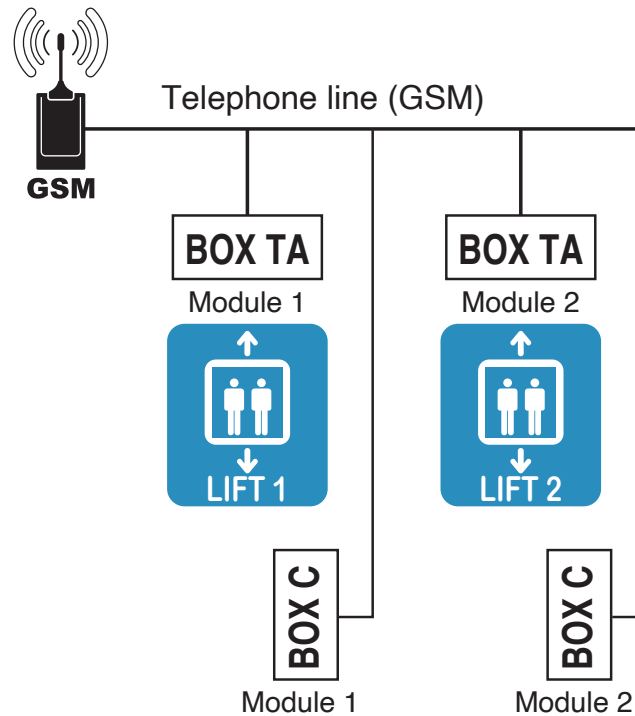 Telephone line (GSM)
GSM
BOX TA
BOX TA
Module 1
Module 2
LIFT 1
LIFT 2
BOX C
BOX C
Module 1
Module 2